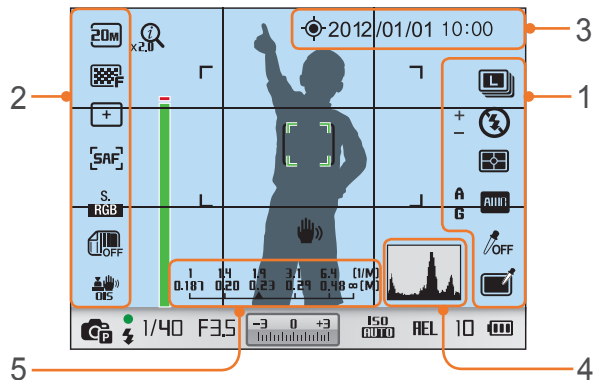 2012/01/01 10:00
3
20M
x2.0
L
1
2
F
+
+
−
SAF
A
G
AWB
S.
RGB
OFF
OFF
OIS
1 1.4 1.9 3.1 6.4 [1/M]
0.187 0.20 0.23 0.29 0.48 ∞ [M]
P
1/40 F3.5 -3 0 +3 ISO AUTO AEL 10
5
4